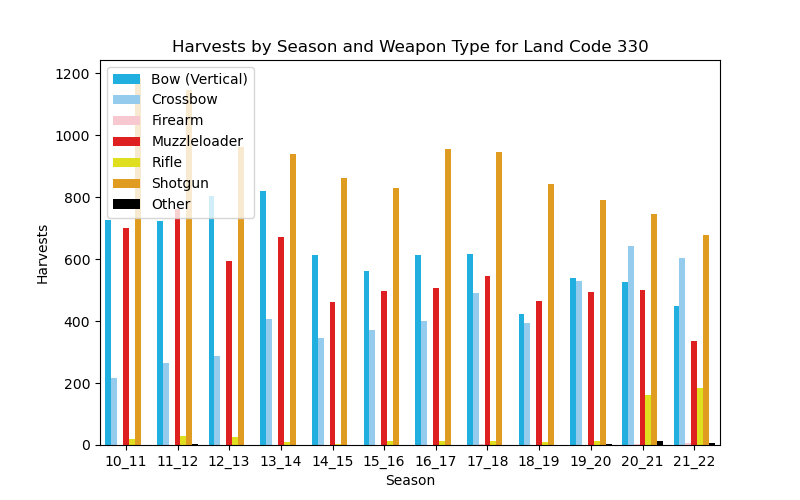 Harvests by Season and Weapon Type for Land Code 330
1200
1000
800
600
400
200
0
Harvests
Bow (Vertical)
Crossbow
Firearm
Muzzleloader
Rifle
Shotgun
Other
10_11 11_12 12_13 13_14 14_15 15_16 16_17 17_18 18_19 19_20 20_21 21_22
Season